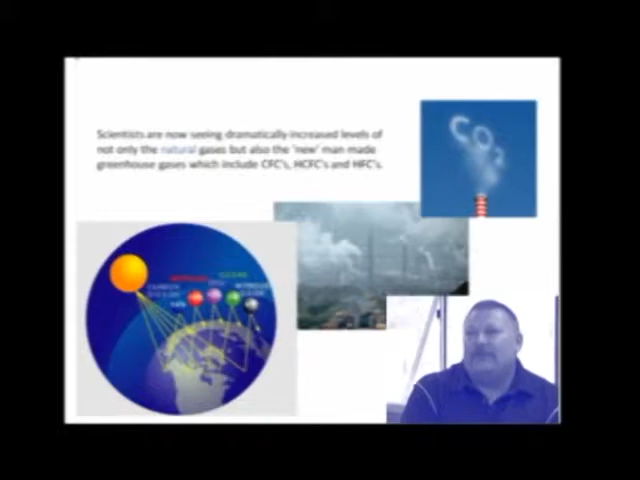 Scientists are now seeing dramatically increased levels of
not only the natural gases but also the 'new' man made
greenhouse gases which include CFC's, HCFC's and HFC's.
CO2